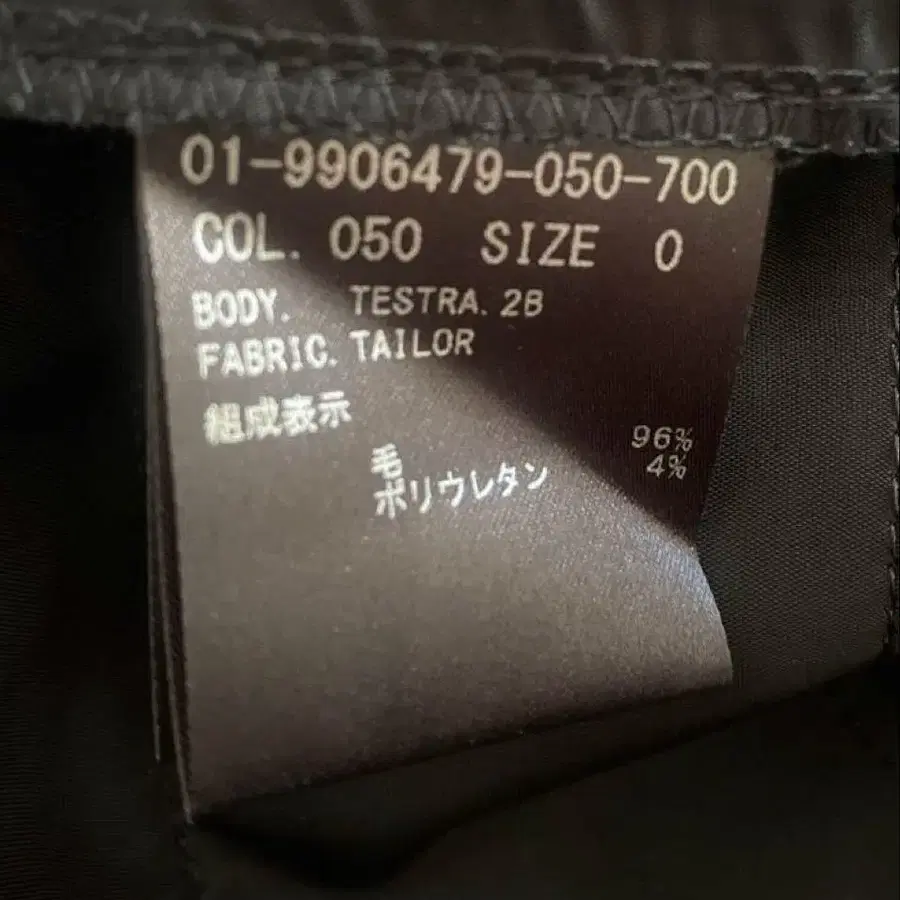 01-9906479-050-700
COL. 050 SIZE 0
BODY. TESTRA. 2B
FABRIC. TAILOR
組成表示
毛 96%
ポリウレタン 4%